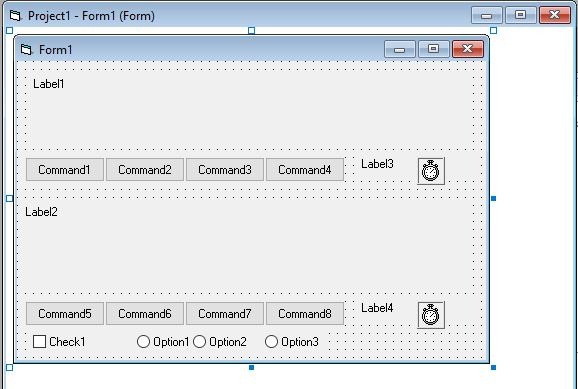 Project1 - Form1 (Form)
Form1
Label1
Command1 Command2 Command3 Command4 Label3
Label2
Command5 Command6 Command7 Command8 Label4
Check1 Option1 Option2 Option3